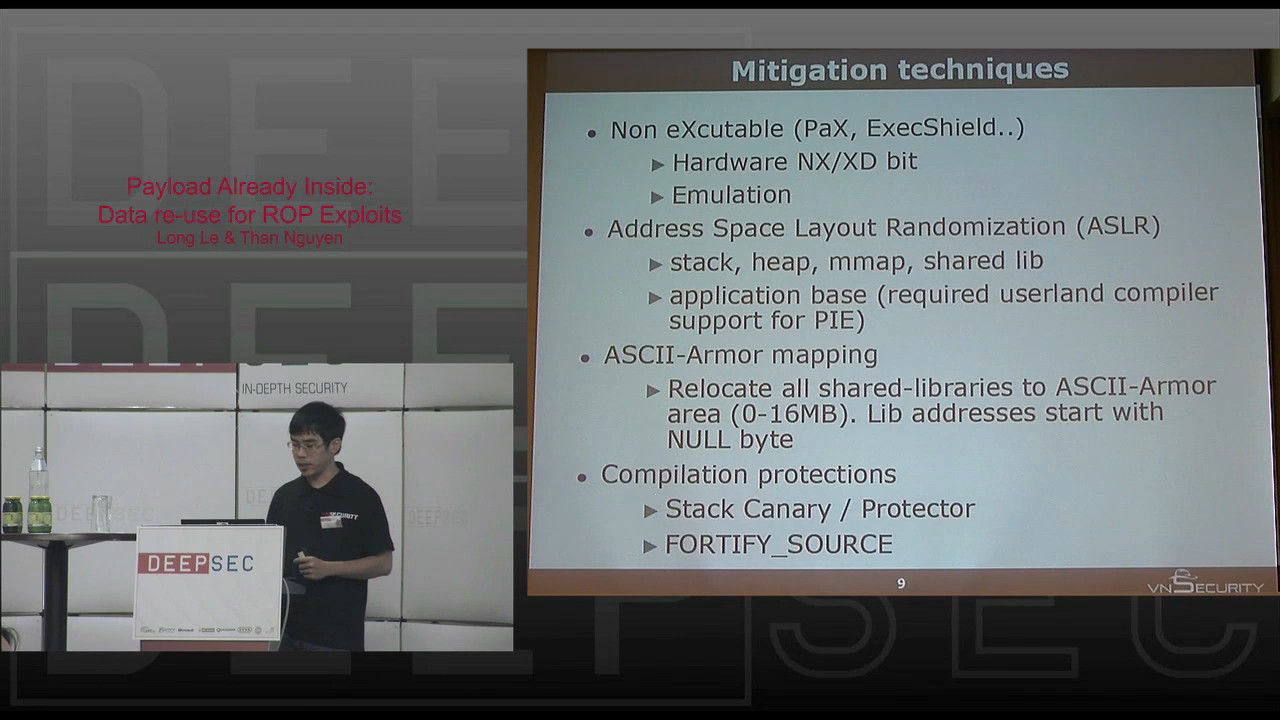 Payload Already Inside:
Data re-use for ROP Exploits
Long Le & Than Nguyen
Mitigation techniques
Non eXcutable (PaX, ExecShield..)
Hardware NX/XD bit
Emulation
Address Space Layout Randomization (ASLR)
stack, heap, mmap, shared lib
application base (required userland compiler
support for PIE)
ASCII-Armor mapping
Relocate all shared-libraries to ASCII-Armor
area (0-16MB). Lib addresses start with
NULL byte
Compilation protections
Stack Canary / Protector
FORTIFY_SOURCE
9
VNSECURITY
IN-DEPTH SECURITY
DEEPSEC
DEEPSEC
SECURITY
DEEPSEC